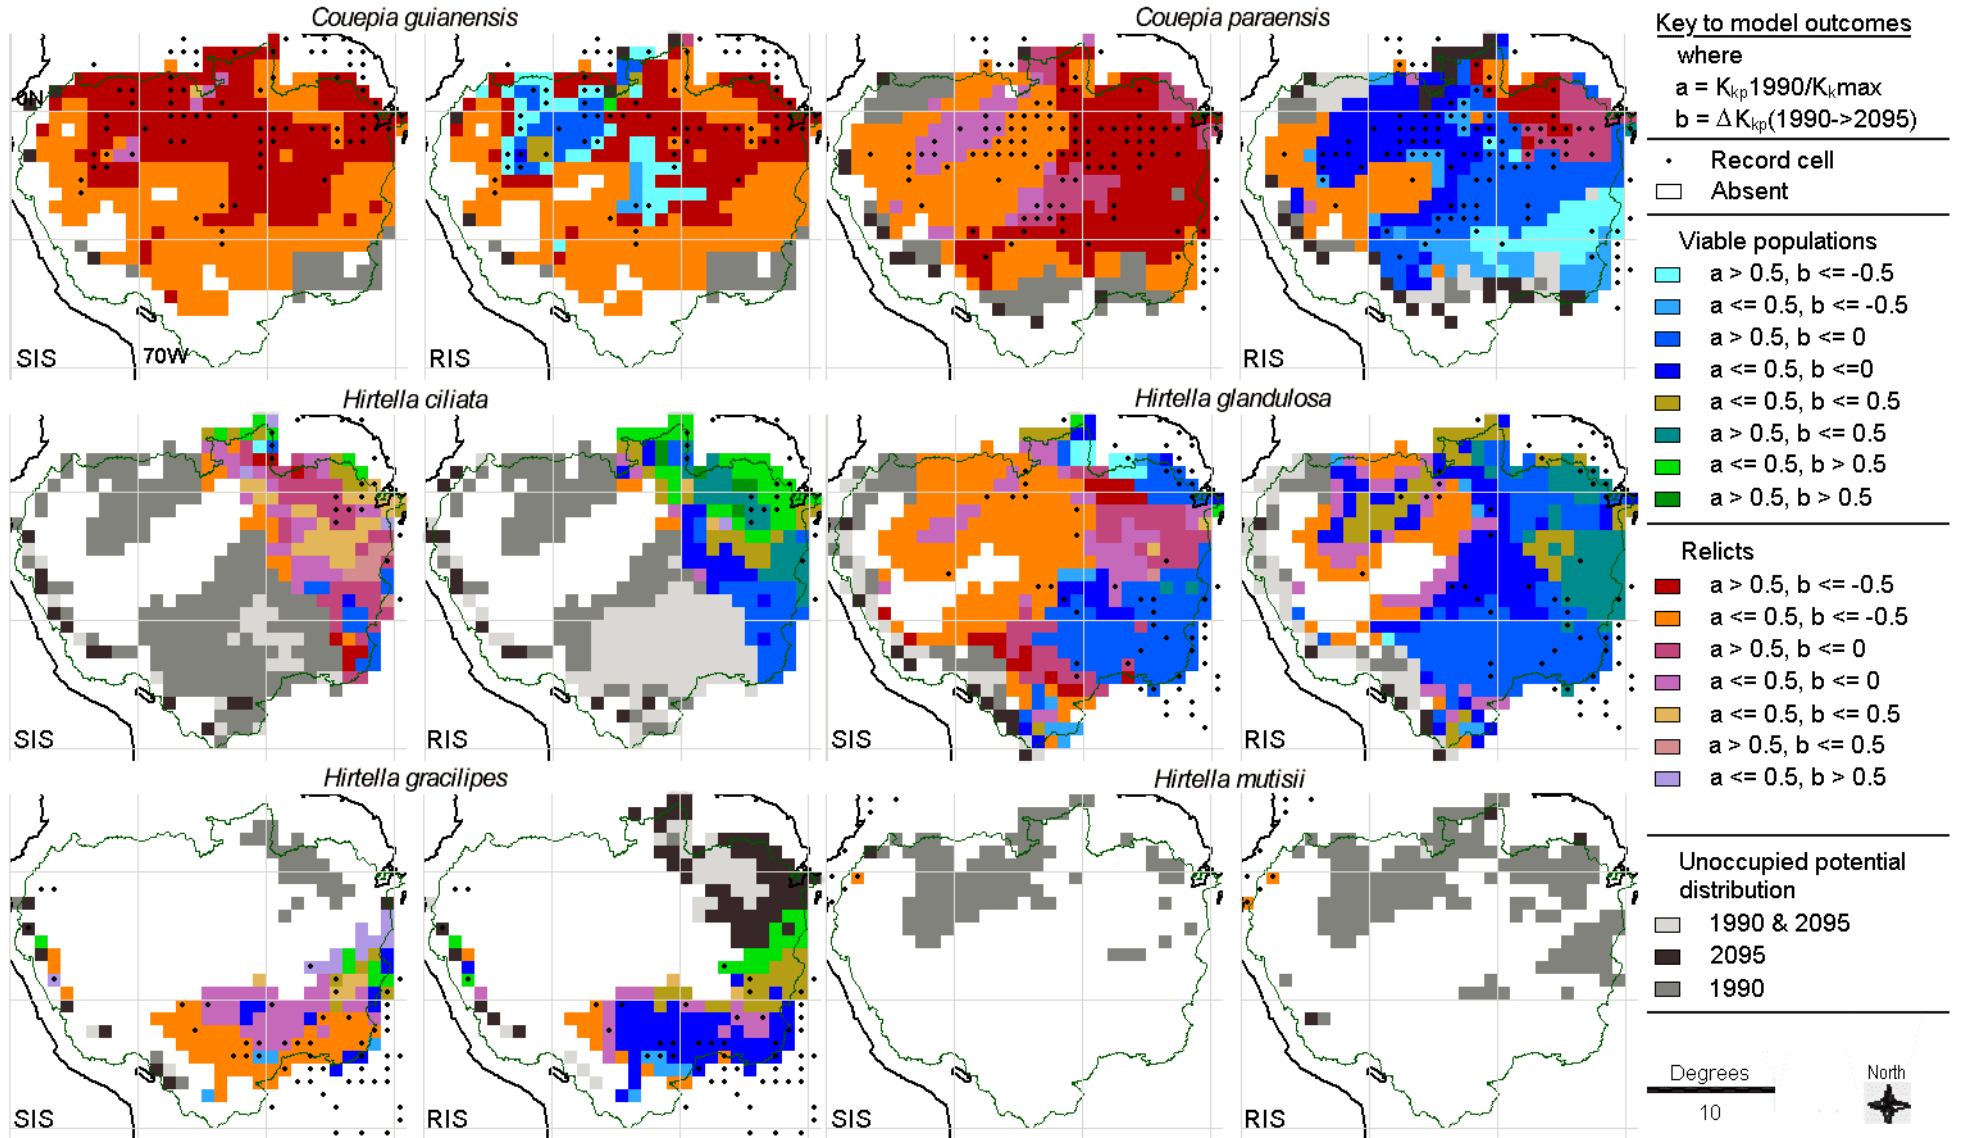 Couepia guianensis
Couepia paraensis
0N
SIS
70W
RIS
SIS
RIS
Hirtella ciliata
Hirtella glandulosa
SIS
RIS
SIS
RIS
Hirtella gracilipes
Hirtella mutisii
SIS
RIS
SIS
RIS
Key to model outcomes
where
a = Kkp1990/Kkmax
b = ΔKkp(1990->2095)
Record cell
Absent
Viable populations
a > 0.5, b <= -0.5
a <= 0.5, b <= -0.5
a > 0.5, b <= 0
a <= 0.5, b <=0
a <= 0.5, b <= 0.5
a > 0.5, b <= 0.5
a <= 0.5, b > 0.5
a > 0.5, b > 0.5
Relicts
a > 0.5, b <= -0.5
a <= 0.5, b <= -0.5
a > 0.5, b <= 0
a <= 0.5, b <= 0
a <= 0.5, b <= 0.5
a > 0.5, b <= 0.5
a <= 0.5, b > 0.5
Unoccupied potential
distribution
1990 & 2095
2095
1990
Degrees
10
North